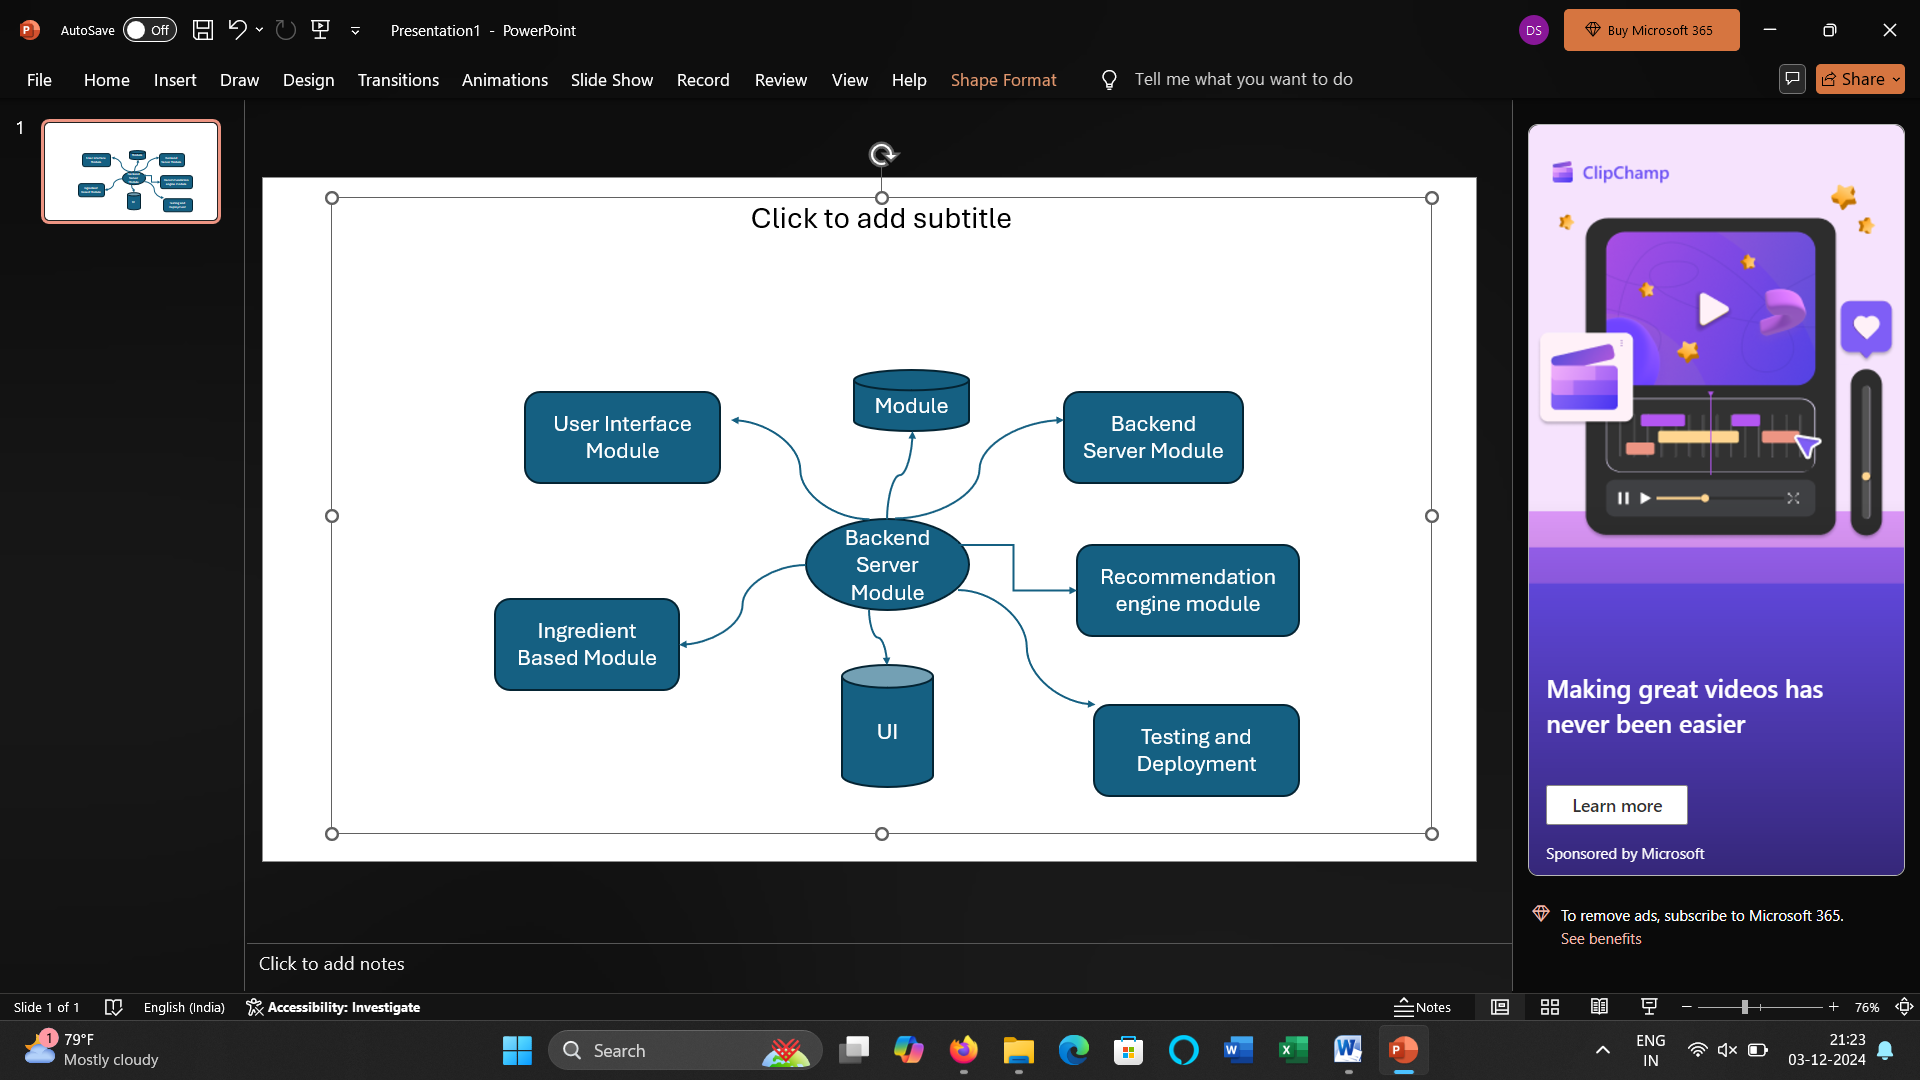 AutoSave
Off
Presentation1 - PowerPoint
DS
Buy Microsoft 365
File
Home
Insert
Draw
Design
Transitions
Animations
Slide Show
Record
Review
View
Help
Shape Format
Tell me what you want to do
Share
1
Click to add subtitle
User Interface
Module
Module
Backend
Server Module
Backend
Server
Module
Recommendation
engine module
Ingredient
Based Module
UI
Testing and
Deployment
ClipChamp
Making great videos has
never been easier
Learn more
Sponsored by Microsoft
To remove ads, subscribe to Microsoft 365.
See benefits
Click to add notes
Slide 1 of 1
English (India)
Accessibility: Investigate
Notes
76%
1
79°F
Mostly cloudy
Search
ENG
IN
21:23
03-12-2024